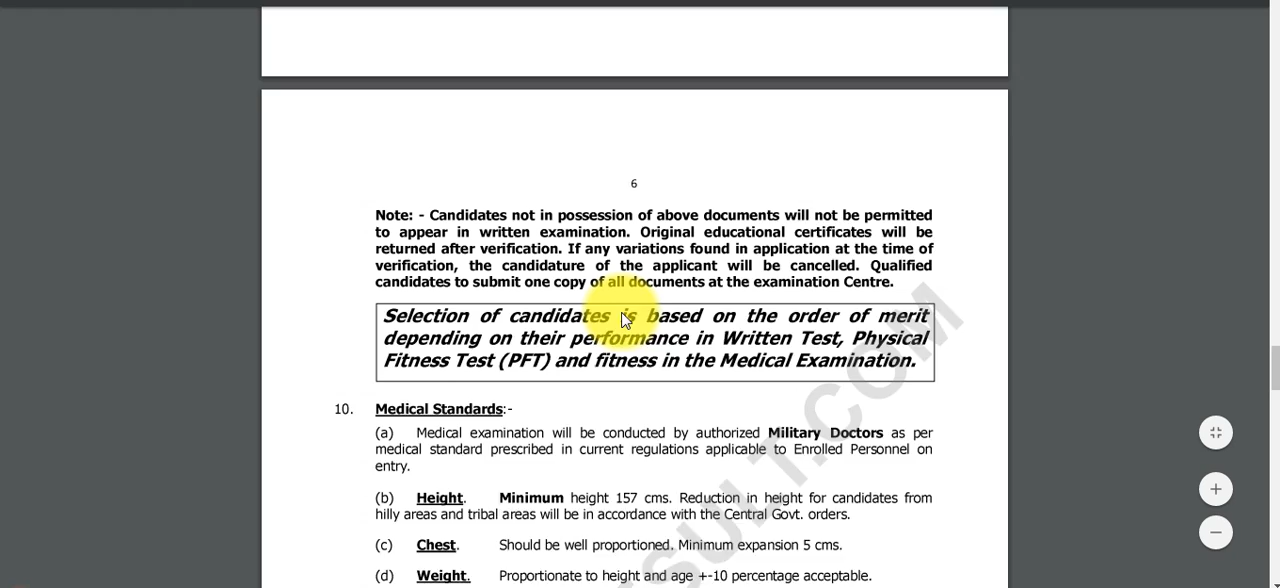 6
Note: - Candidates not in possession of above documents will not be permitted
to appear in written examination. Original educational certificates will be
returned after verification. If any variations found in application at the time of
verification, the candidature of the applicant will be cancelled. Qualified
candidates to submit one copy of all documents at the examination Centre.
Selection of candidates is based on the order of merit
depending on their performance in Written Test, Physical
Fitness Test (PFT) and fitness in the Medical Examination.
10. Medical Standards:-
(a) Medical examination will be conducted by authorized Military Doctors as per
medical standard prescribed in current regulations applicable to Enrolled Personnel on
entry.
(b) Height. Minimum height 157 cms. Reduction in height for candidates from
hilly areas and tribal areas will be in accordance with the Central Govt. orders.
(c) Chest. Should be well proportioned. Minimum expansion 5 cms.
(d) Weight. Proportionate to height and age +-10 percentage acceptable.
SULT.COM